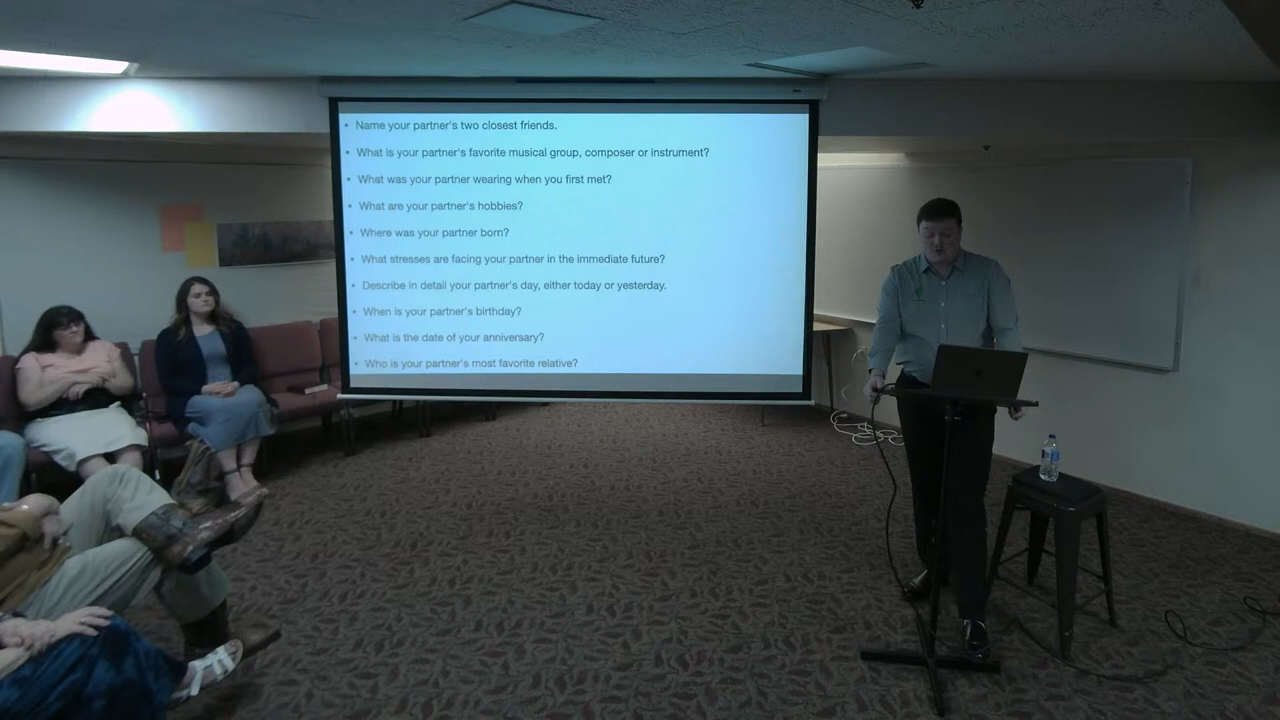 • Name your partner's two closest friends.
• What is your partner's favorite musical group, composer or instrument?
• What was your partner wearing when you first met?
• What are your partner's hobbies?
• Where was your partner born?
• What stresses are facing your partner in the immediate future?
• Describe in detail your partner's day, either today or yesterday.
• When is your partner's birthday?
• What is the date of your anniversary?
• Who is your partner's most favorite relative?